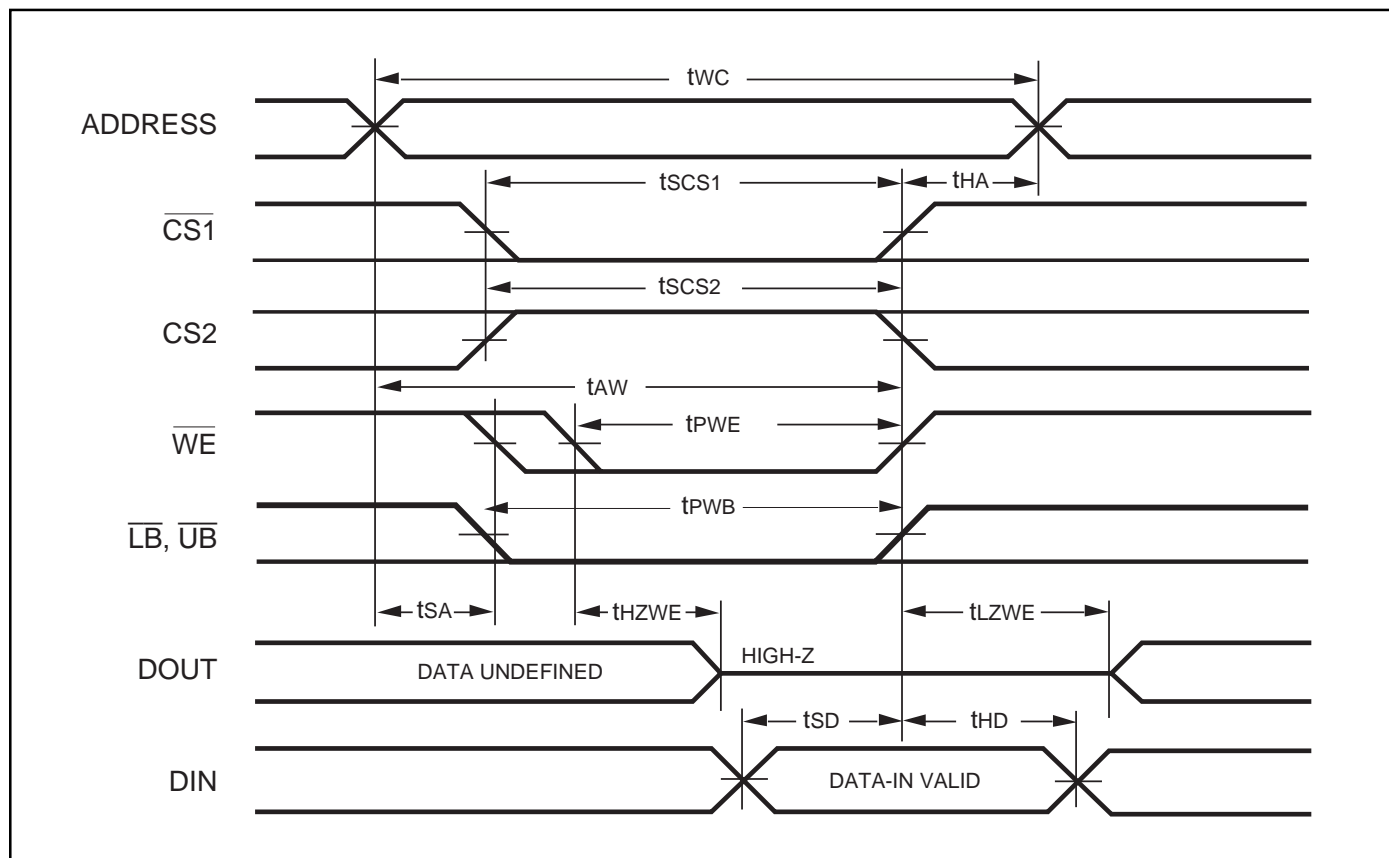 tWC
ADDRESS
tSCS1
tHA
CS1
tSCS2
CS2
tAW
WE
tPWE
tPWB
LB, UB
tSA
tHZWE
tLZWE
DOUT
DATA UNDEFINED
HIGH-Z
tSD
tHD
DIN
DATA-IN VALID